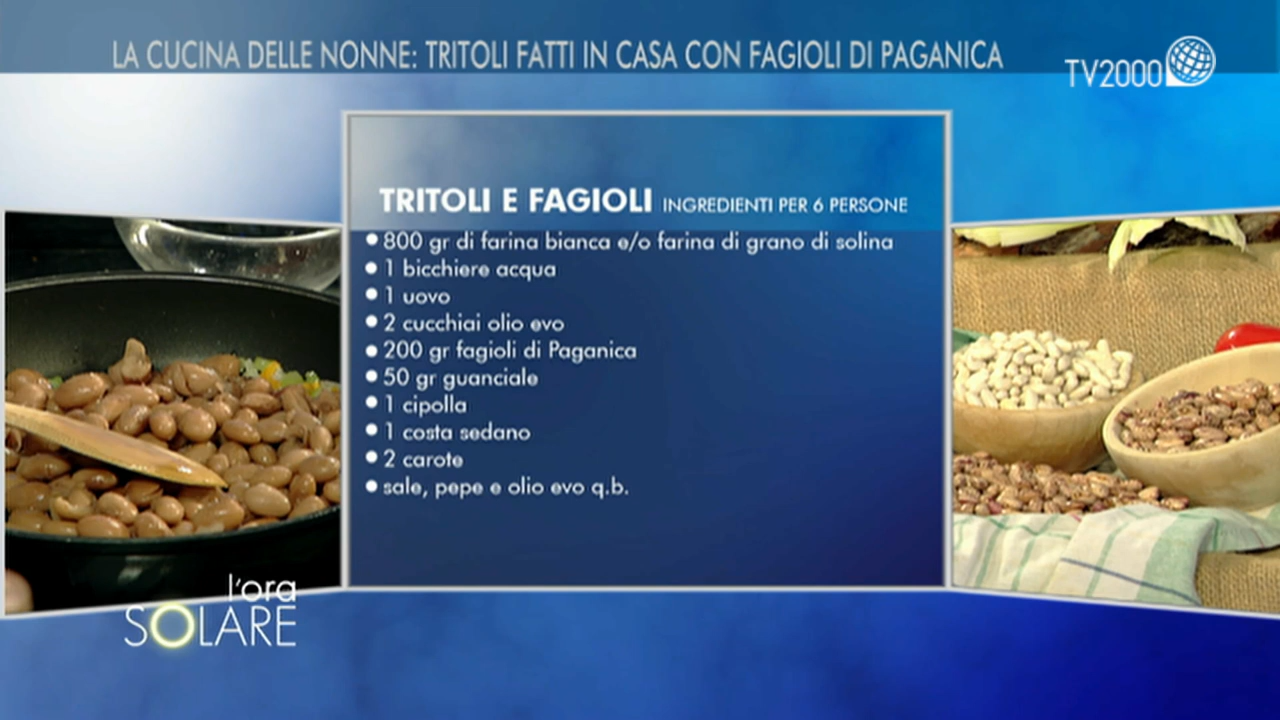 LA CUCINA DELLE NONNE: TRITOLI FATTI IN CASA CON FAGIOLI DI PAGANICA
TV2000
TRITOLI E FAGIOLI INGREDIENTI PER 6 PERSONE
• 800 gr di farina bianca e/o farina di grano di solina
• 1 bicchiere acqua
• 1 uovo
• 2 cucchiai olio evo
• 200 gr fagioli di Paganica
• 50 gr guanciale
• 1 cipolla
• 1 costa sedano
• 2 carote
• sale, pepe e olio evo q.b.
l'ora
SOLARE